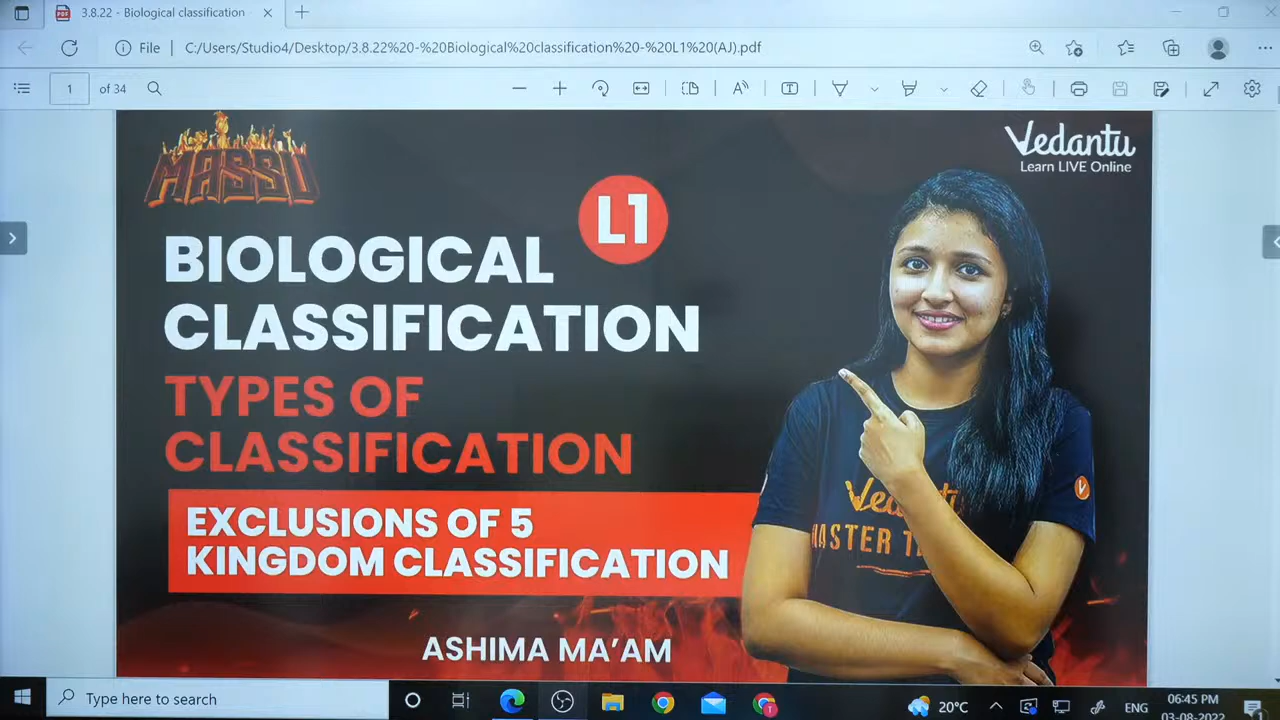 3.8.22 - Biological classification
File
C:/Users/Studio4/Desktop/3.8.22%20-%20Biological%20classification%20-%20L1%20(AJ).pdf
1 of 34
MASSU
Vedantu
Learn LIVE Online
L1
BIOLOGICAL
CLASSIFICATION
TYPES OF
CLASSIFICATION
EXCLUSIONS OF 5
KINGDOM CLASSIFICATION
MASTER
ASHIMA MA'AM
Type here to search
20°C
ENG
06:45 PM
03-08-2022